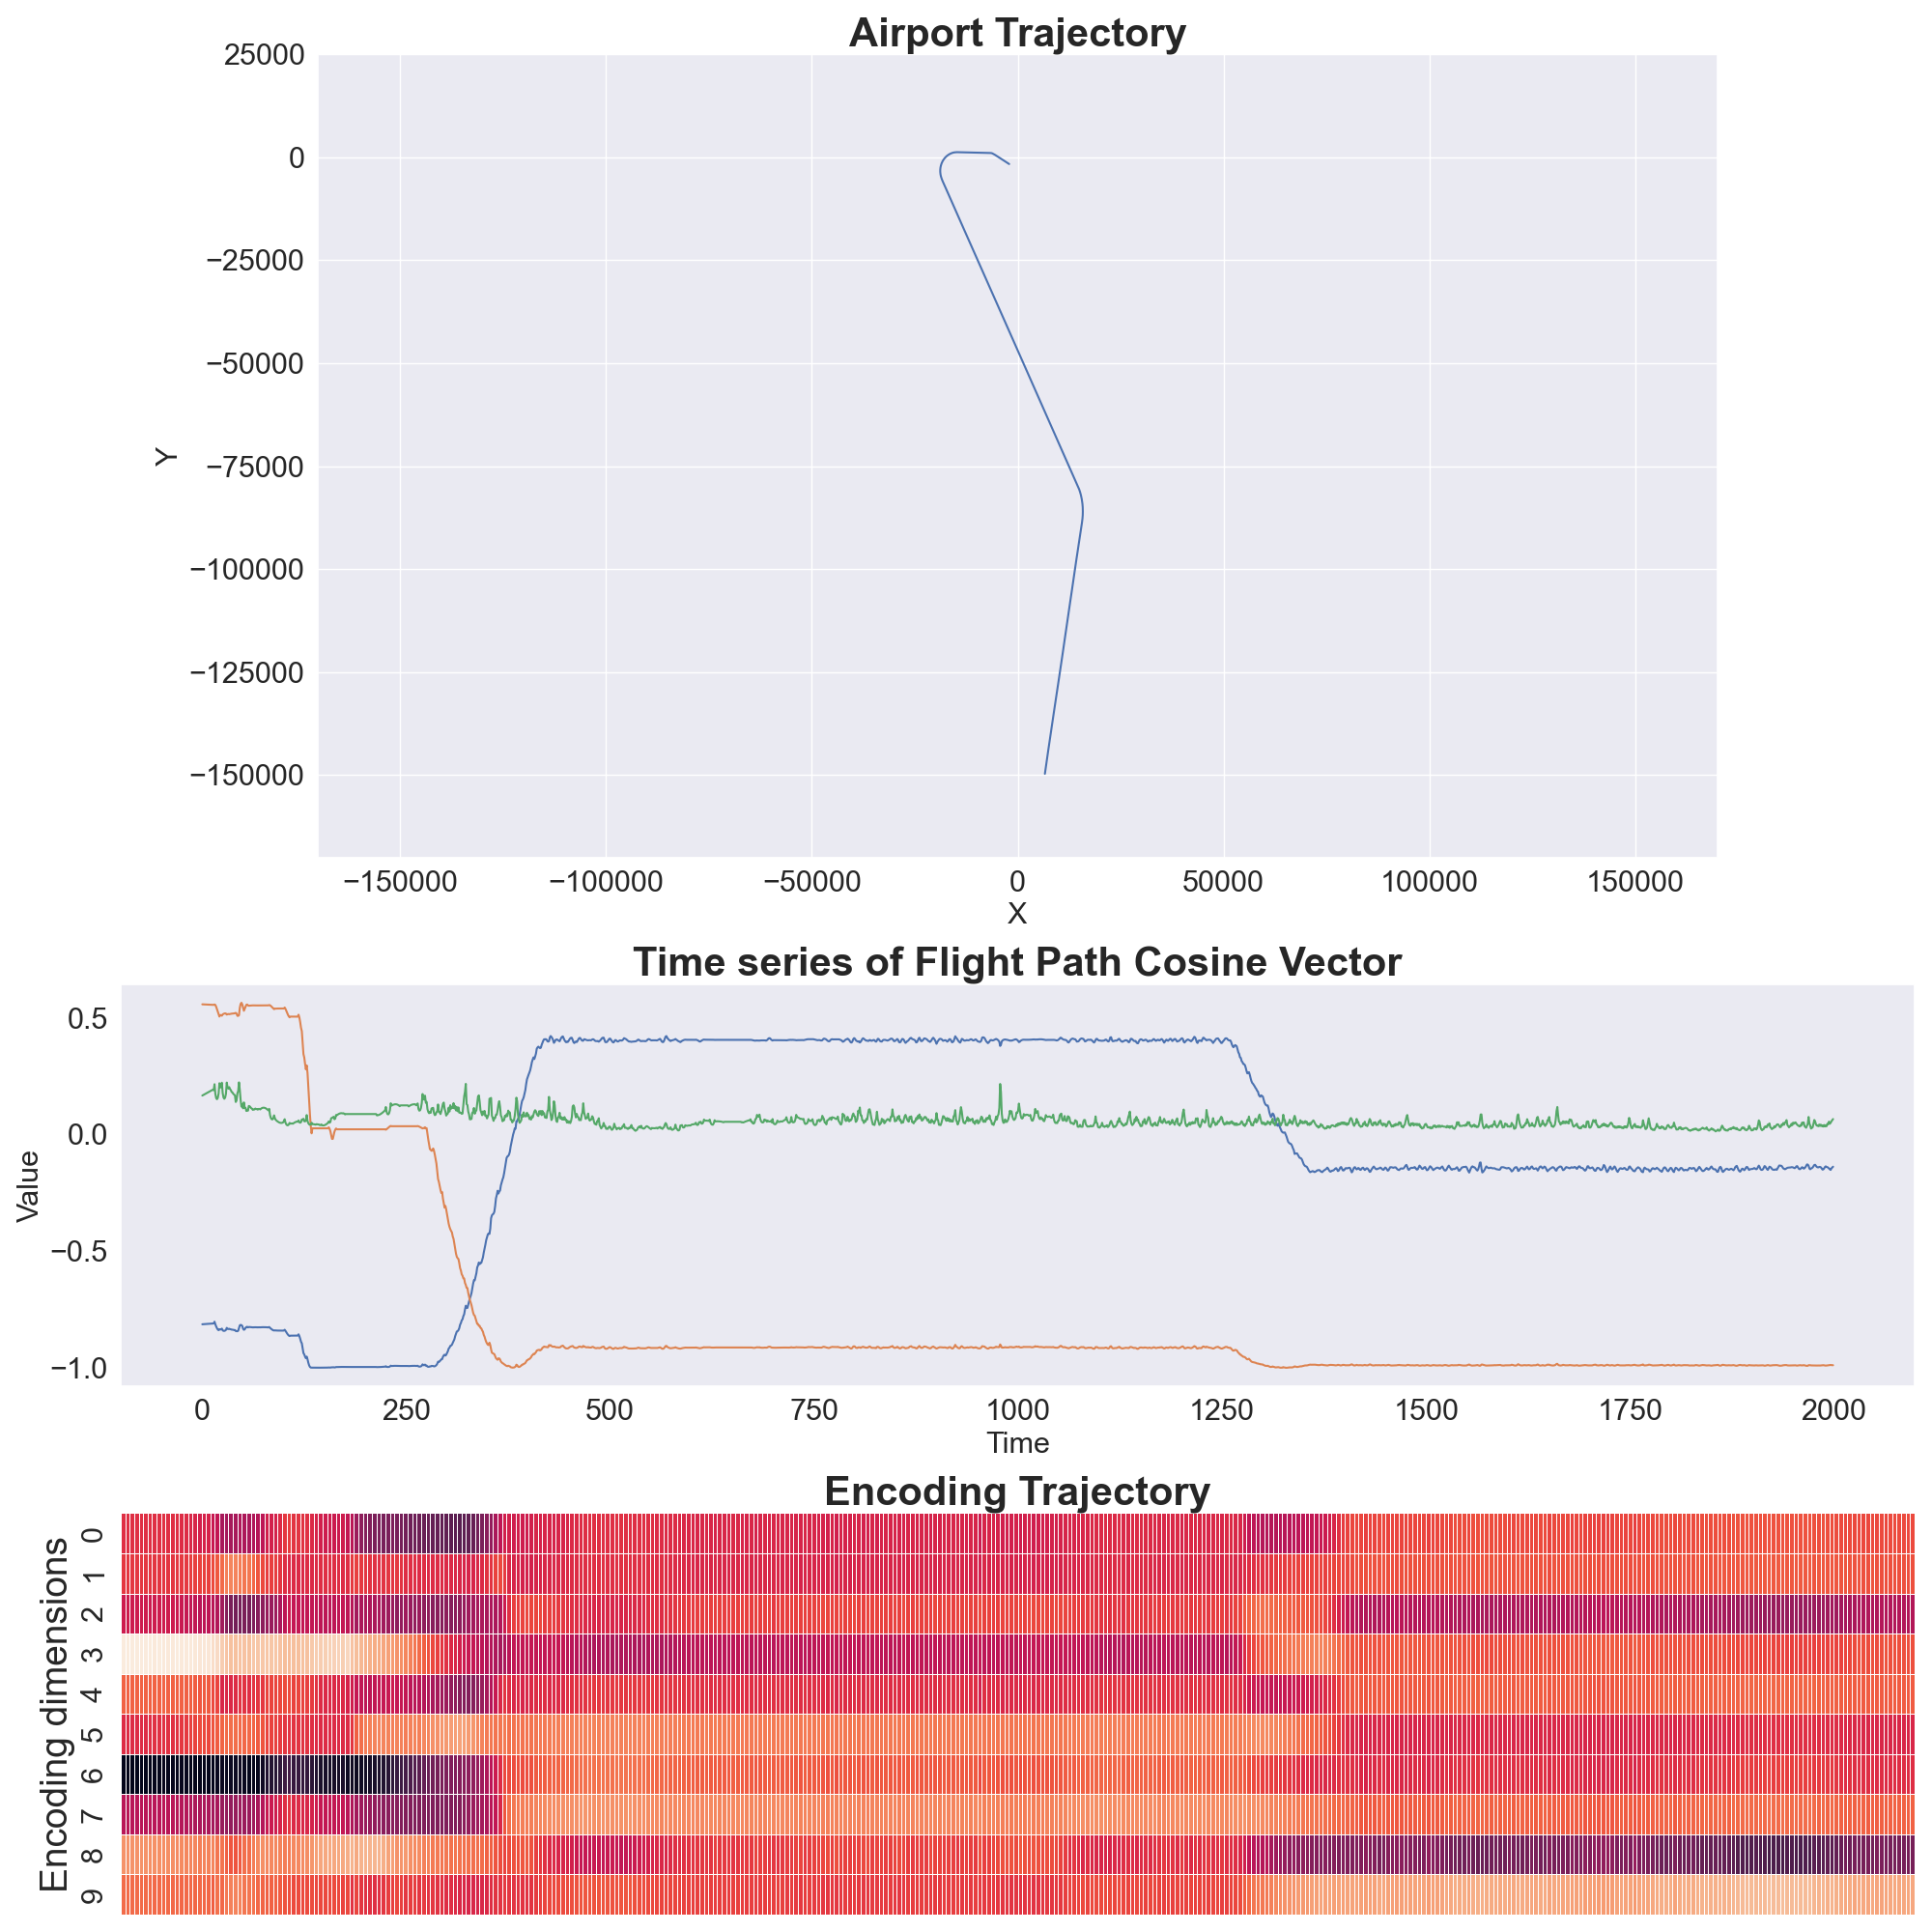 Airport Trajectory
25000
0
−25000
−50000
−75000
−100000
−125000
−150000
Y
−150000 −100000 −50000 0 50000 100000 150000
X
Time series of Flight Path Cosine Vector
0.5
0.0
−0.5
−1.0
Value
0 250 500 750 1000 1250 1500 1750 2000
Time
Encoding Trajectory
Encoding dimensions
0
1
2
3
4
5
6
7
8
9